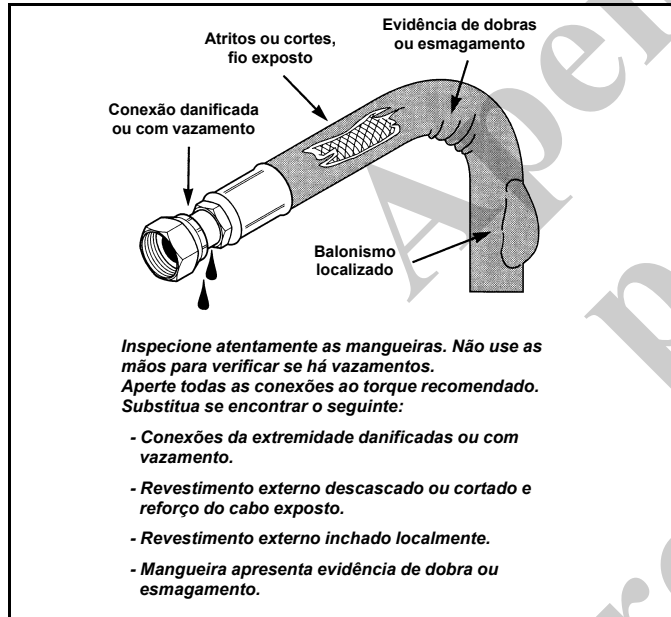 Evidência de dobras
ou esmagamento
Atritos ou cortes,
fio exposto
Conexão danificada
ou com vazamento
Balonismo
localizado
Inspecione atentamente as mangueiras. Não use as
mãos para verificar se há vazamentos.
Aperte todas as conexões ao torque recomendado.
Substitua se encontrar o seguinte:
- Conexões da extremidade danificadas ou com
vazamento.
- Revestimento externo descascado ou cortado e
reforço do cabo exposto.
- Revestimento externo inchado localmente.
- Mangueira apresenta evidência de dobra ou
esmagamento.